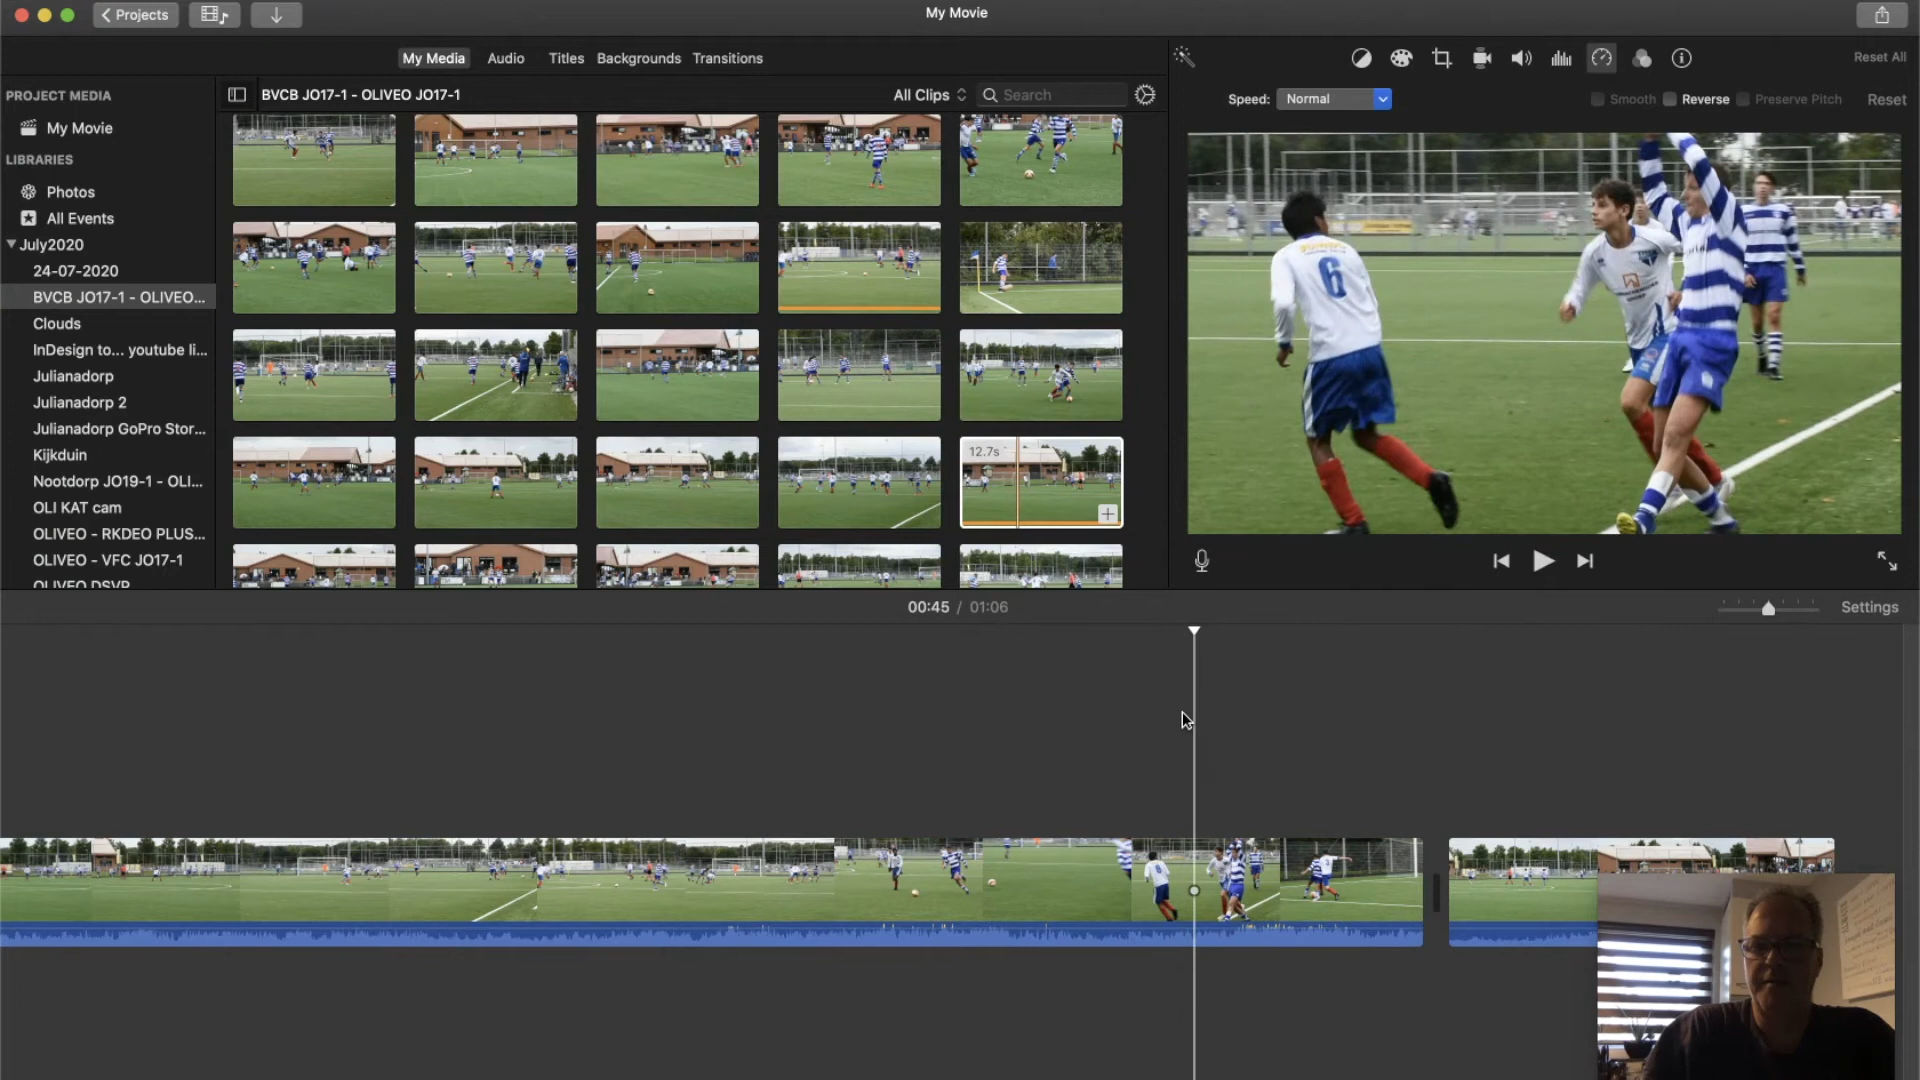 Projects
My Movie
My Media
Audio
Titles
Backgrounds
Transitions
Reset All
PROJECT MEDIA
My Movie
LIBRARIES
Photos
All Events
July2020
24-07-2020
BVCB JO17-1 - OLIVEO...
Clouds
InDesign to... youtube li...
Julianadorp
Julianadorp 2
Julianadorp GoPro Stor...
Kijkduin
Nootdorp JO19-1 - OLI...
OLI KAT cam
OLIVEO - RKDEO PLUS...
OLIVEO - VFC JO17-1
OLIVEO DSVP
BVCB JO17-1 - OLIVEO JO17-1
All Clips
Search
12.7s
Speed:
Normal
Smooth
Reverse
Preserve Pitch
Reset
6
00:45 / 01:06
Settings